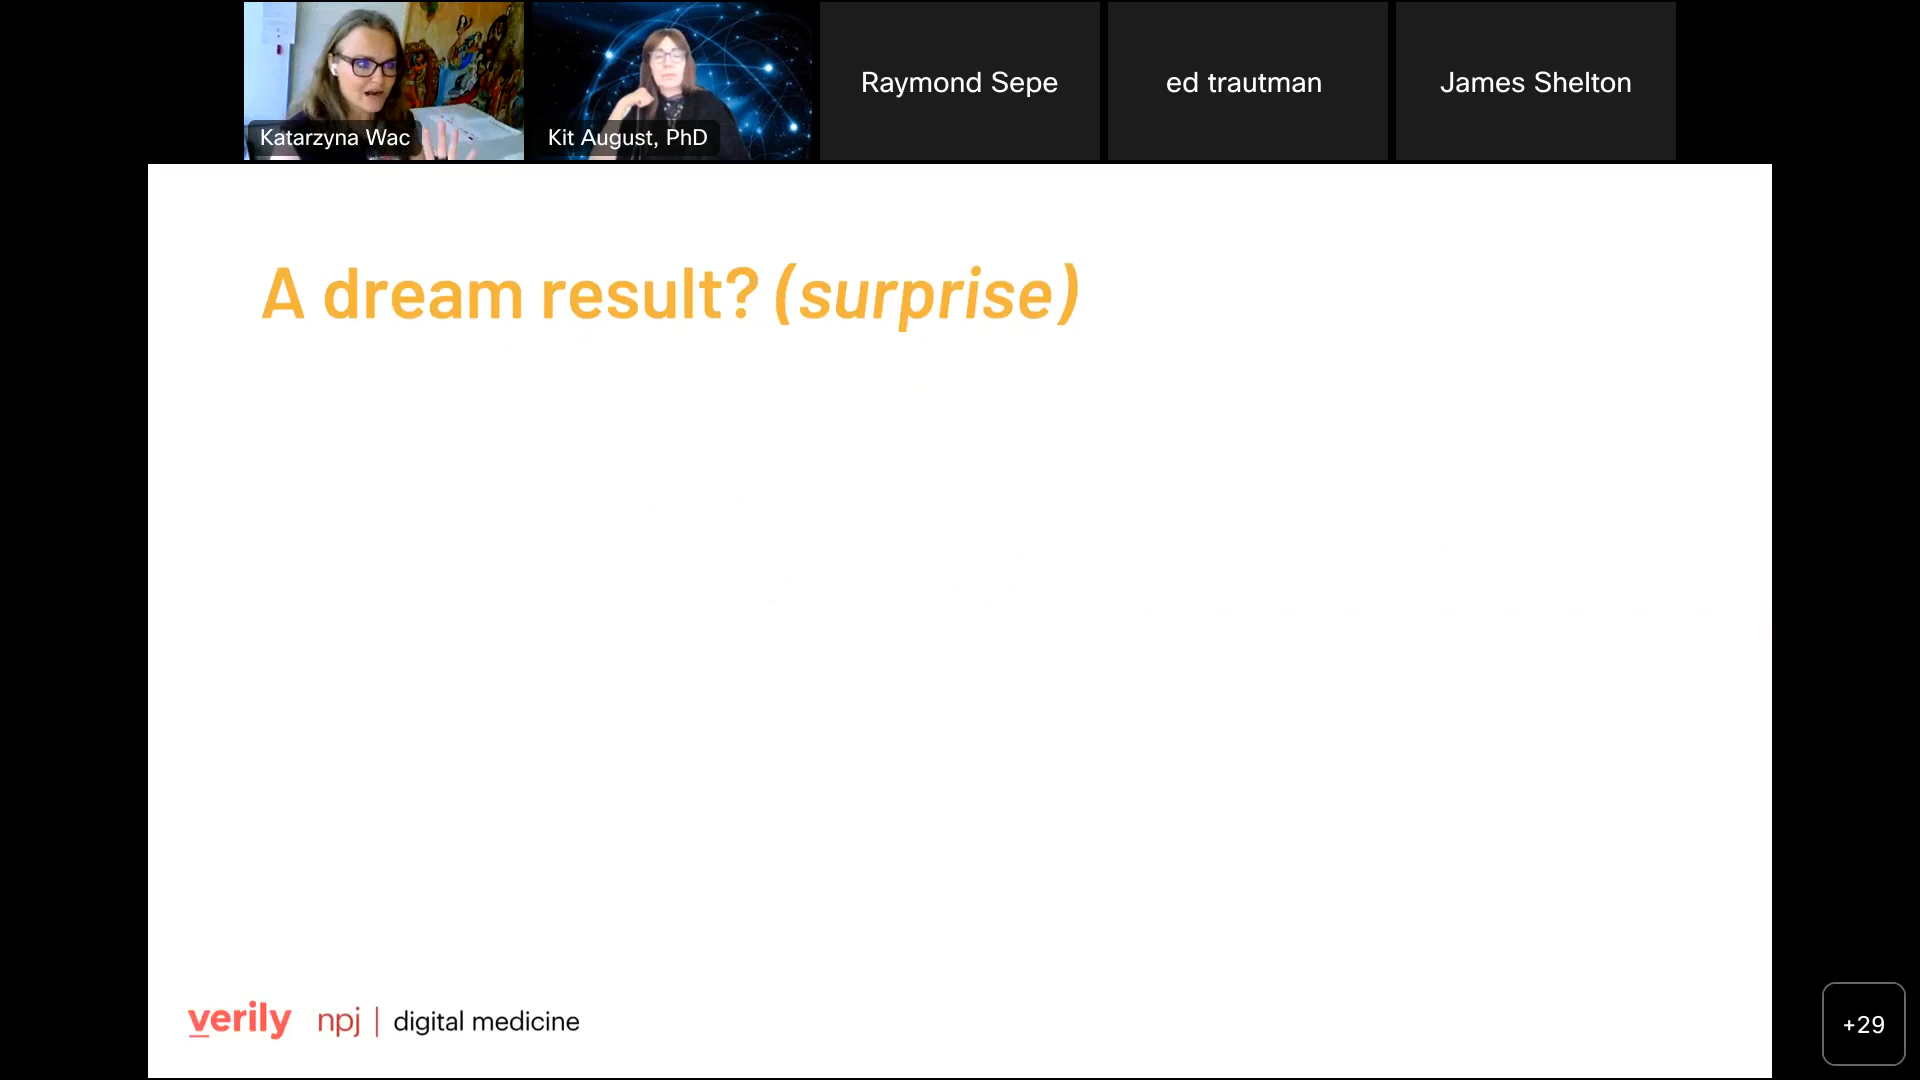 Katarzyna Wac
Kit August, PhD
Raymond Sepe
ed trautman
James Shelton
A dream result? (surprise)
verily npj | digital medicine
+29